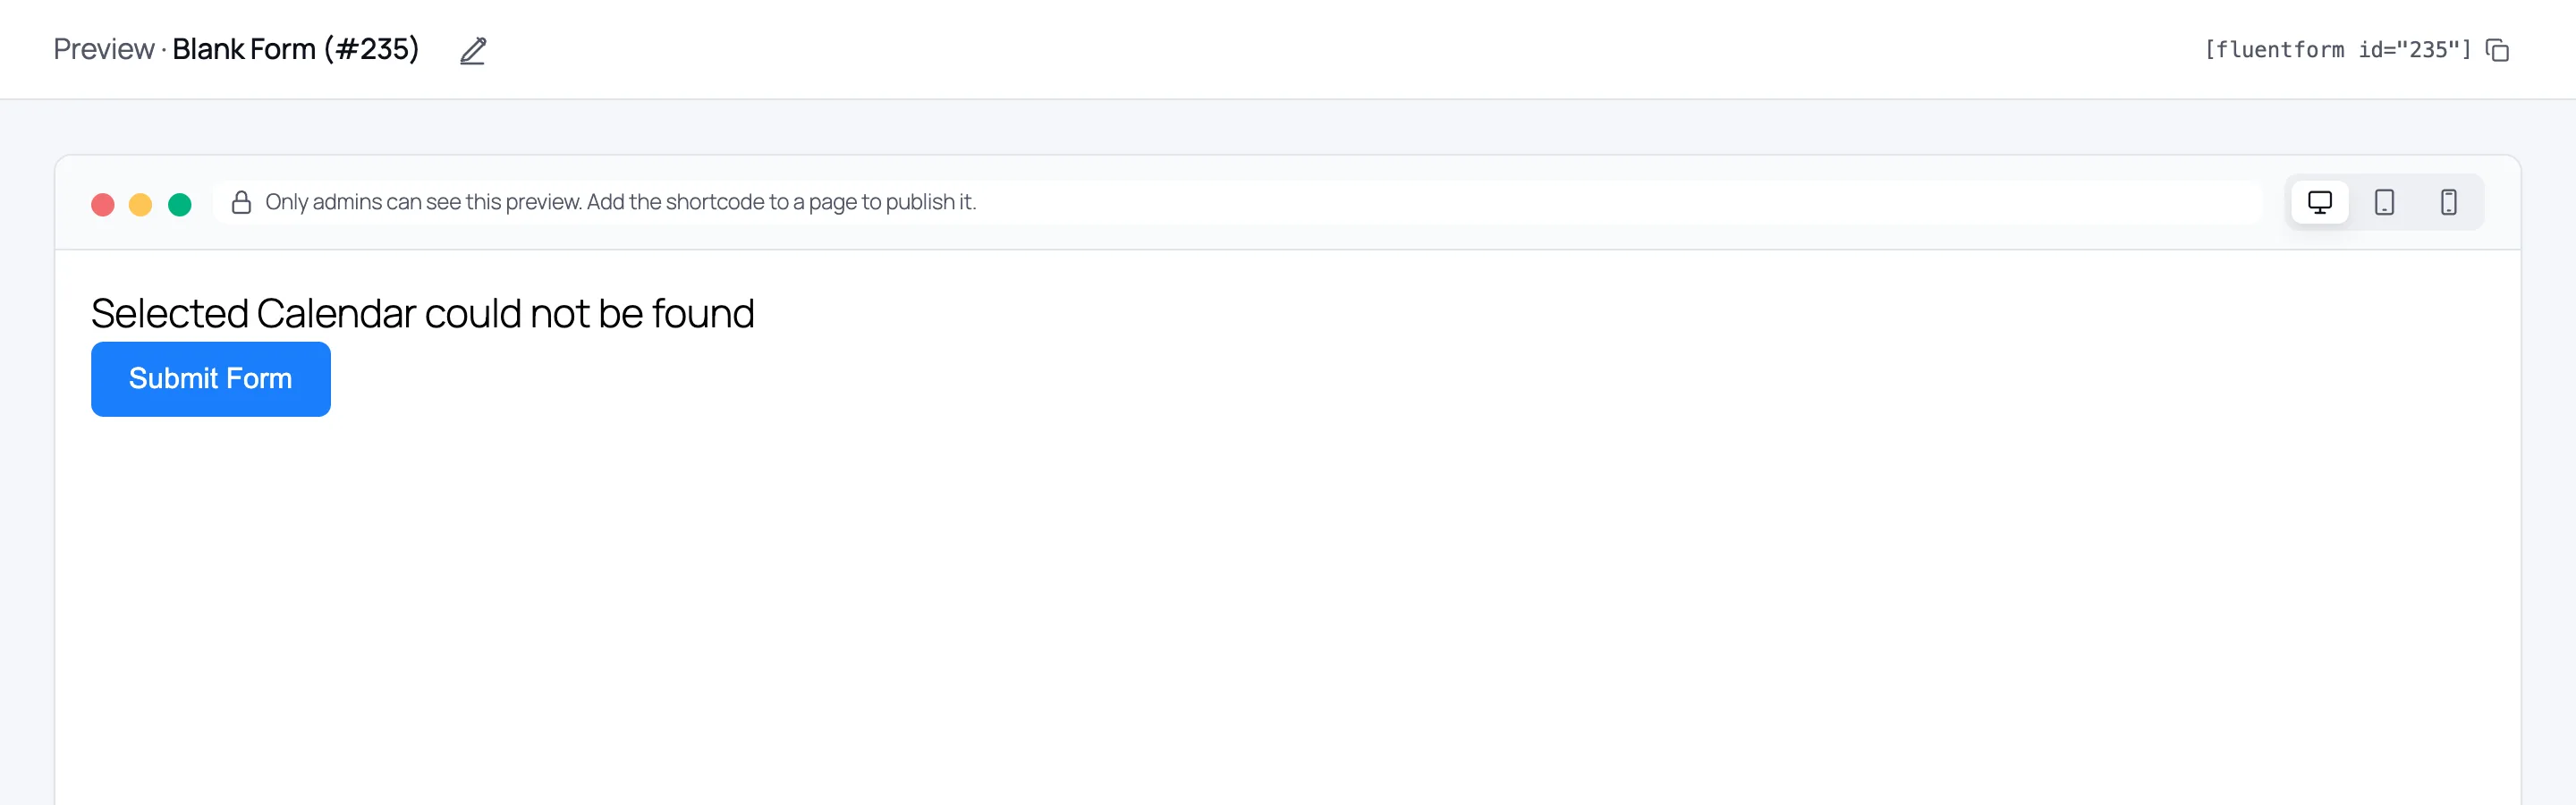 Preview · Blank Form (#235)
[fluentform id="235"]
Only admins can see this preview. Add the shortcode to a page to publish it.
Selected Calendar could not be found
Submit Form